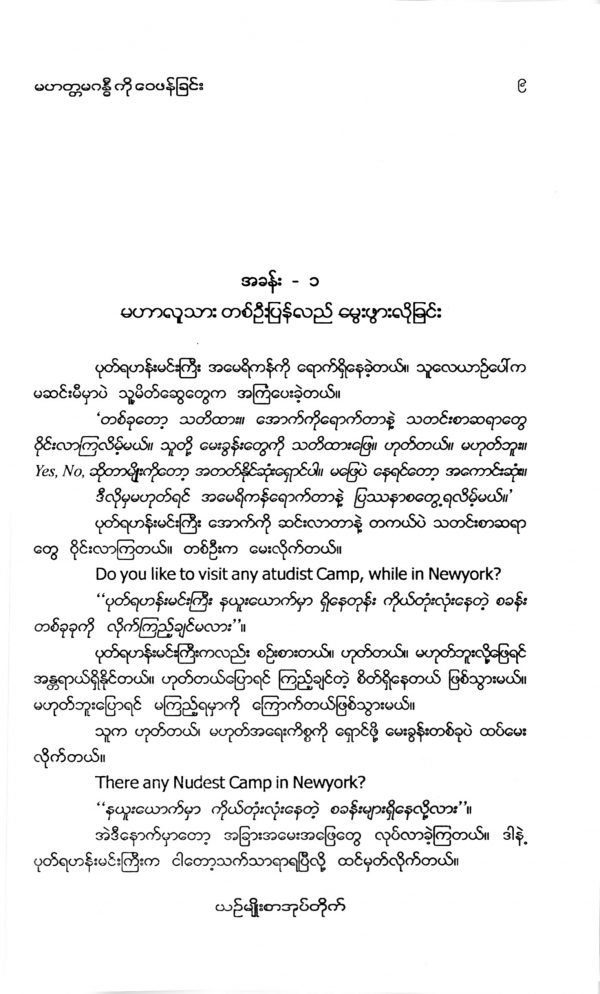 မဟတ္တမဂန္ဓီ ကို ဝေဖန်ခြင်း ၉
အခန်း - ၁
မဟာလူသား တစ်ဦးပြန်လည် မွေးဖွားလိုခြင်း
ပုတ်ရဟန်းမင်းကြီး အမေရိကန်ကို ရောက်ရှိနေခဲ့တယ်။ သူလေယာဉ်ပေါ်က
မဆင်းမီမှာပဲ သူ့မိတ်ဆွေတွေက အကြံပေးခဲ့တယ်။
‘တစ်ခုတော့ သတိထား။ အောက်ကိုရောက်တာနဲ့ သတင်းစာဆရာတွေ
ဝိုင်းလာကြလိမ့်မယ်။ သူတို့ မေးခွန်းတွေကို သတိထားဖြေ။ ဟုတ်တယ်။ မဟုတ်ဘူး။
Yes, No, ဆိုတာမျိုးကိုတော့ အတတ်နိုင်ဆုံးရှောင်ပါ။ မဖြေပဲ နေရင်တော့ အကောင်းဆုံး။
ဒီလိုမှမဟုတ်ရင် အမေရိကန်ရောက်တာနဲ့ ပြဿနာစတွေ့ရလိမ့်မယ်။’
ပုတ်ရဟန်းမင်းကြီး အောက်ကို ဆင်းလာတာနဲ့ တကယ်ပဲ သတင်းစာဆရာ
တွေ ဝိုင်းလာကြတယ်။ တစ်ဦးက မေးလိုက်တယ်။
Do you like to visit any atudist Camp, while in Newyork?
‘‘ပုတ်ရဟန်းမင်းကြီး နယူးယောက်မှာ ရှိနေတုန်း ကိုယ်တုံးလုံးနေတဲ့ စခန်း
တစ်ခုခုကို လိုက်ကြည့်ချင်မလား’’။
ပုတ်ရဟန်းမင်းကြီးကလည်း စဉ်းစားတယ်။ ဟုတ်တယ်။ မဟုတ်ဘူးလို့ဖြေရင်
အန္တရာယ်ရှိနိုင်တယ်။ ဟုတ်တယ်ပြောရင် ကြည့်ချင်တဲ့ စိတ်ရှိနေတယ် ဖြစ်သွားမယ်။
မဟုတ်ဘူးပြောရင် မကြည့်ရမှာကို ကြောက်တယ်ဖြစ်သွားမယ်။
သူက ဟုတ်တယ်၊ မဟုတ်အရေးကိစ္စကို ရှောင်ဖို့ မေးခွန်းတစ်ခုပဲ ထပ်မေး
လိုက်တယ်။
There any Nudest Camp in Newyork?
‘‘နယူးယောက်မှာ ကိုယ်တုံးလုံးနေတဲ့ စခန်းများရှိနေလို့လား’’။
အဲဒီနောက်မှာတော့ အခြားအမေးအဖြေတွေ လုပ်လာခဲ့ကြတယ်။ ဒါနဲ့
ပုတ်ရဟန်းမင်းကြီးက ငါတော့သက်သာရာရပြီလို့ ထင်မှတ်လိုက်တယ်။
ယဉ်မျိုးစာအုပ်တိုက်